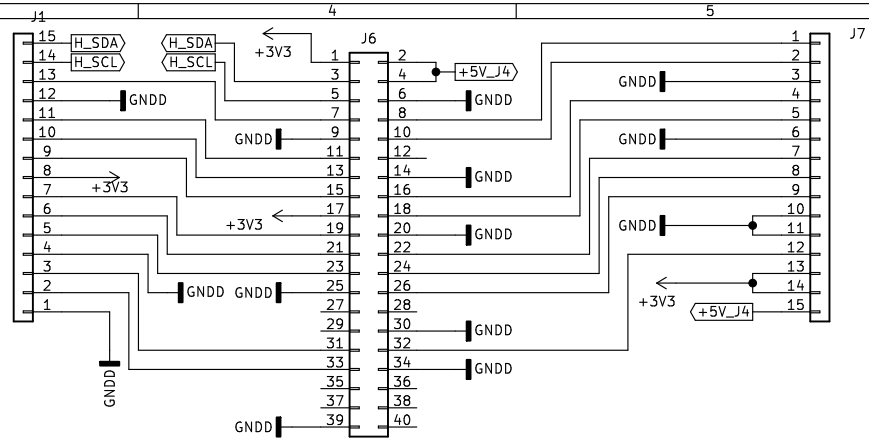 4 5
J1 J6 J7
15 H_SDA H_SDA +3V3 1
14 H_SCL H_SCL 1 2 2
13 3 4 +5V_J4 GNDD 3
12 GNDD 5 6 GNDD 4
11 7 8 5
10 GNDD 9 10 GNDD 6
9 11 12 7
8 +3V3 13 14 GNDD 8
7 15 16 9
6 +3V3 17 18 GNDD 10
5 19 20 GNDD 11
4 21 22 12
3 23 24 13
2 GNDD GNDD 25 26 +3V3 14
1 27 28 +5V_J4 15
29 30 GNDD
31 32
GNDD 33 34 GNDD
35 36
37 38
GNDD 39 40